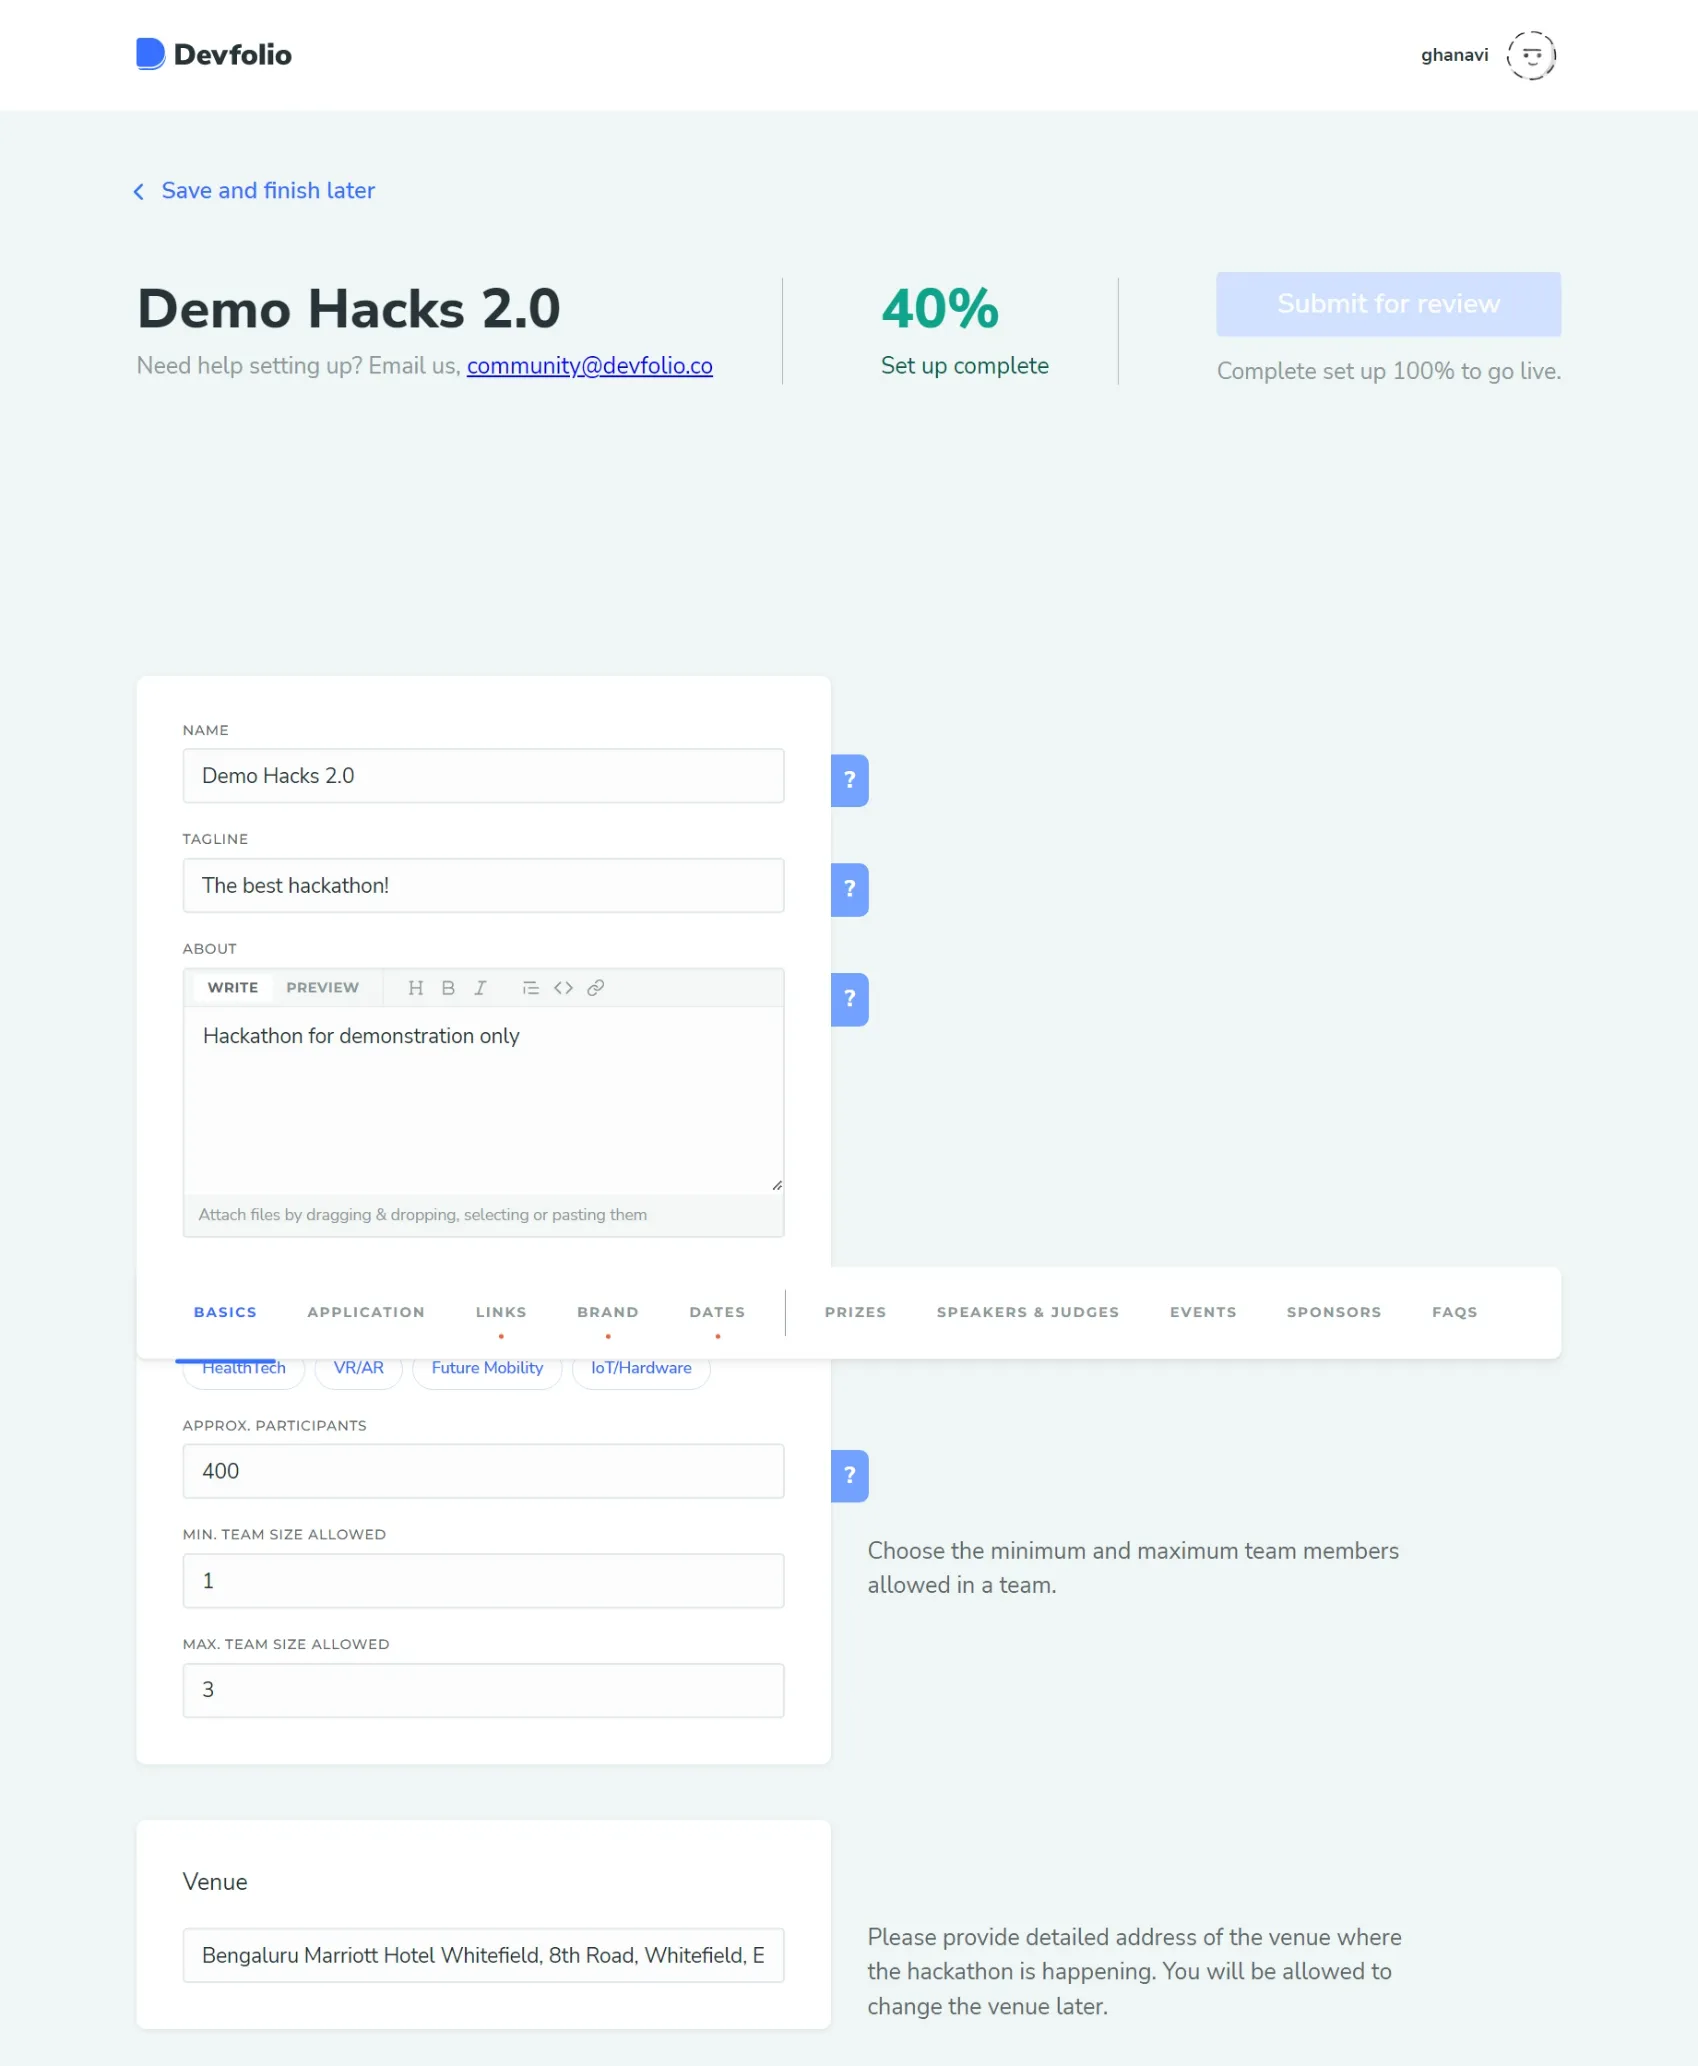 Devfolio
ghanavi
Save and finish later
Demo Hacks 2.0
Need help setting up? Email us, community@devfolio.co
40%
Set up complete
Submit for review
Complete set up 100% to go live.
NAME
Demo Hacks 2.0
?
TAGLINE
The best hackathon!
?
ABOUT
WRITE PREVIEW H B I
?
Hackathon for demonstration only
Attach files by dragging & dropping, selecting or pasting them
BASICS APPLICATION LINKS BRAND DATES PRIZES SPEAKERS & JUDGES EVENTS SPONSORS FAQS
HealthTech VR/AR Future Mobility IoT/Hardware
APPROX. PARTICIPANTS
400
?
MIN. TEAM SIZE ALLOWED
1
Choose the minimum and maximum team members
allowed in a team.
MAX. TEAM SIZE ALLOWED
3
Venue
Bengaluru Marriott Hotel Whitefield, 8th Road, Whitefield, E
Please provide detailed address of the venue where
the hackathon is happening. You will be allowed to
change the venue later.